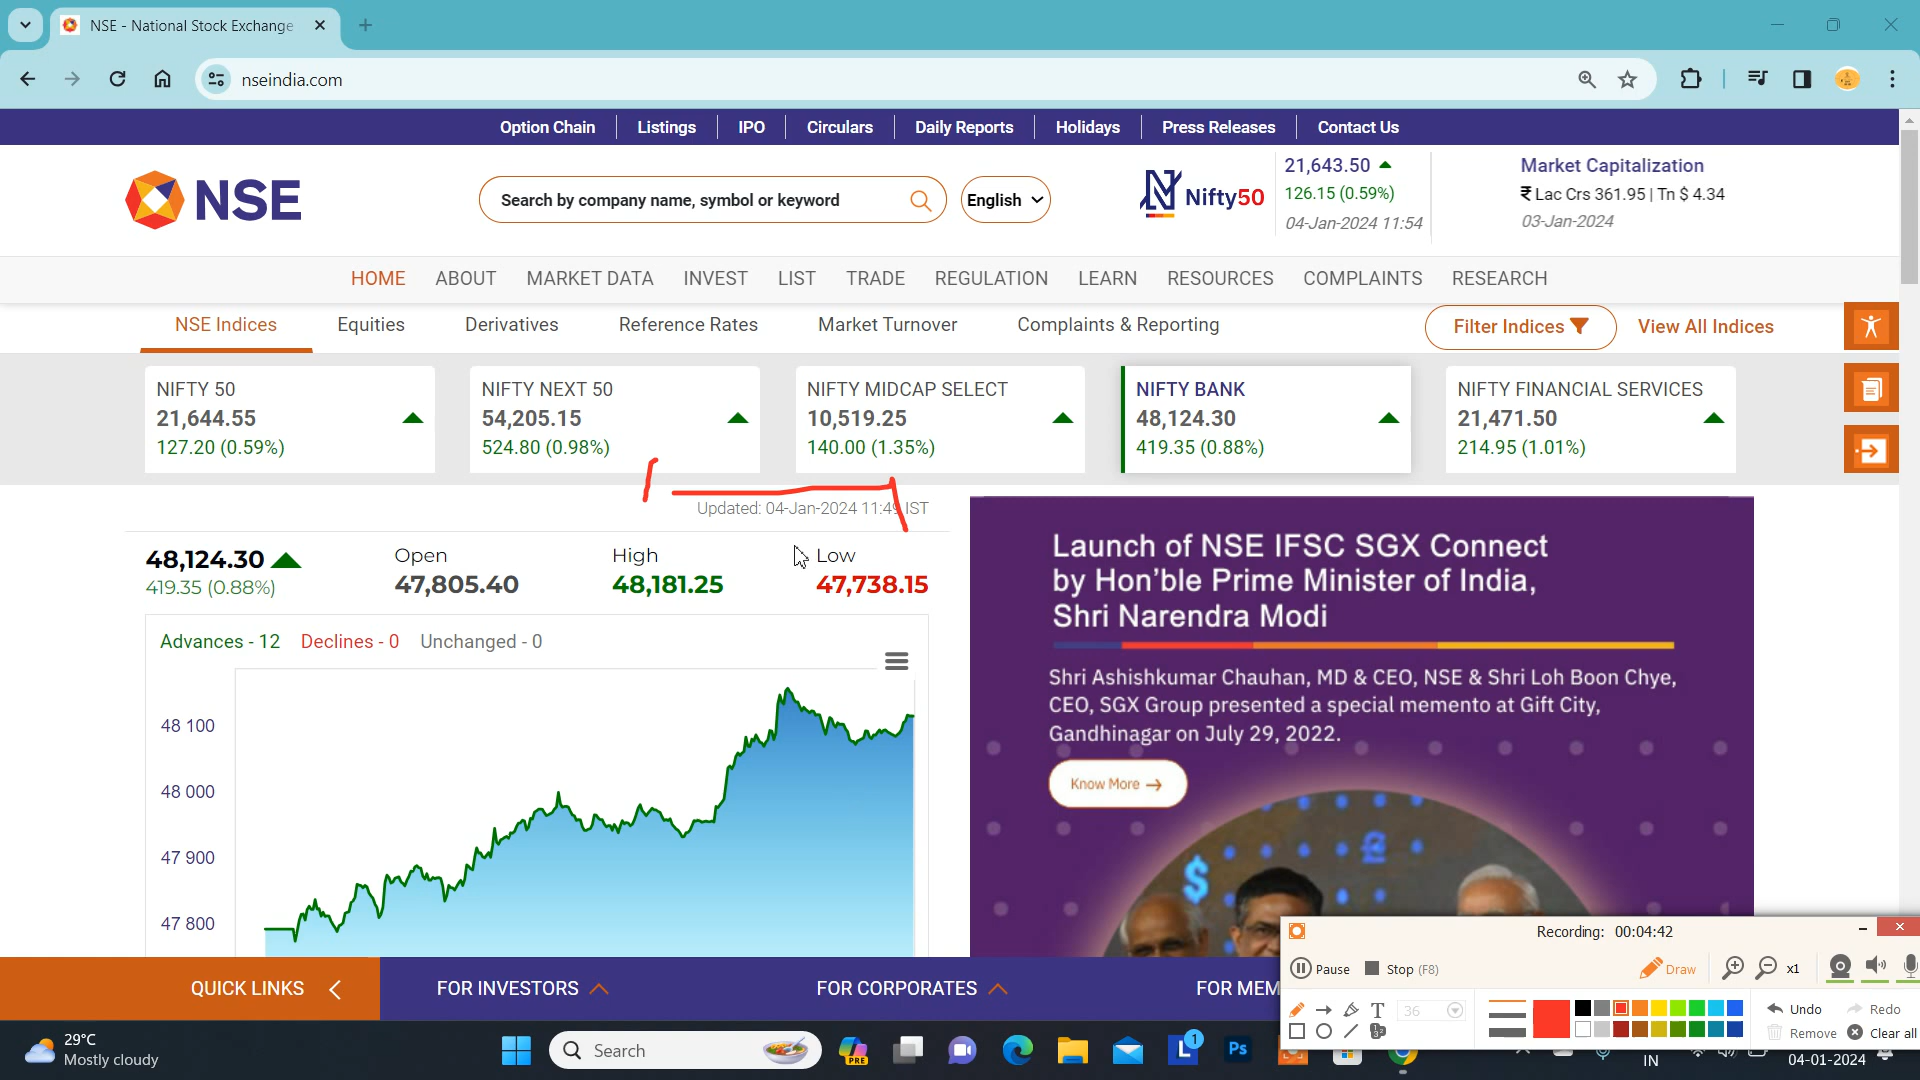 NSE - National Stock Exchange
nseindia.com
Option Chain
Listings
IPO
Circulars
Daily Reports
Holidays
Press Releases
Contact Us
NSE
Search by company name, symbol or keyword
English
Nifty50
21,643.50
126.15 (0.59%)
04-Jan-2024 11:54
Market Capitalization
₹ Lac Crs 361.95 | Tn $ 4.34
03-Jan-2024
HOME
ABOUT
MARKET DATA
INVEST
LIST
TRADE
REGULATION
LEARN
RESOURCES
COMPLAINTS
RESEARCH
NSE Indices
Equities
Derivatives
Reference Rates
Market Turnover
Complaints & Reporting
Filter Indices
View All Indices
NIFTY 50
21,644.55
127.20 (0.59%)
NIFTY NEXT 50
54,205.15
524.80 (0.98%)
NIFTY MIDCAP SELECT
10,519.25
140.00 (1.35%)
NIFTY BANK
48,124.30
419.35 (0.88%)
NIFTY FINANCIAL SERVICES
21,471.50
214.95 (1.01%)
Updated: 04-Jan-2024 11:49 IST
48,124.30
419.35 (0.88%)
Open
47,805.40
High
48,181.25
Low
47,738.15
Advances - 12 Declines - 0 Unchanged - 0
48 100
48 000
47 900
47 800
Launch of NSE IFSC SGX Connect
by Hon'ble Prime Minister of India,
Shri Narendra Modi
Shri Ashishkumar Chauhan, MD & CEO, NSE & Shri Loh Boon Chye,
CEO, SGX Group presented a special memento at Gift City,
Gandhinagar on July 29, 2022.
Know More
QUICK LINKS
FOR INVESTORS
FOR CORPORATES
FOR MEM
Recording: 00:04:42
Pause
Stop (F8)
Draw
x1
T
36
Undo
Redo
Remove
Clear all
29°C
Mostly cloudy
Search
PRE
L
1
Ps
IN
04-01-2024